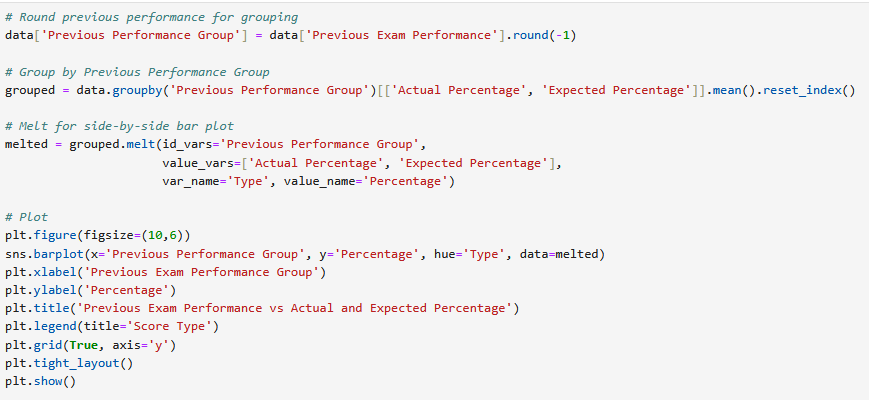 # Round previous performance for grouping
data['Previous Performance Group'] = data['Previous Exam Performance'].round(-1)
# Group by Previous Performance Group
grouped = data.groupby('Previous Performance Group')[['Actual Percentage', 'Expected Percentage']].mean().reset_index()
# Melt for side-by-side bar plot
melted = grouped.melt(id_vars='Previous Performance Group',
                      value_vars=['Actual Percentage', 'Expected Percentage'],
                      var_name='Type', value_name='Percentage')
# Plot
plt.figure(figsize=(10,6))
sns.barplot(x='Previous Performance Group', y='Percentage', hue='Type', data=melted)
plt.xlabel('Previous Exam Performance Group')
plt.ylabel('Percentage')
plt.title('Previous Exam Performance vs Actual and Expected Percentage')
plt.legend(title='Score Type')
plt.grid(True, axis='y')
plt.tight_layout()
plt.show()